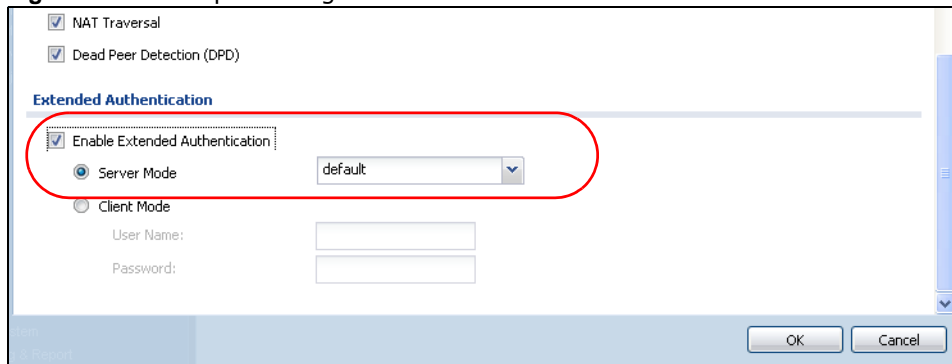 NAT Traversal
Dead Peer Detection (DPD)
Extended Authentication
Enable Extended Authentication
Server Mode default
Client Mode
User Name:
Password:
OK Cancel
& Report